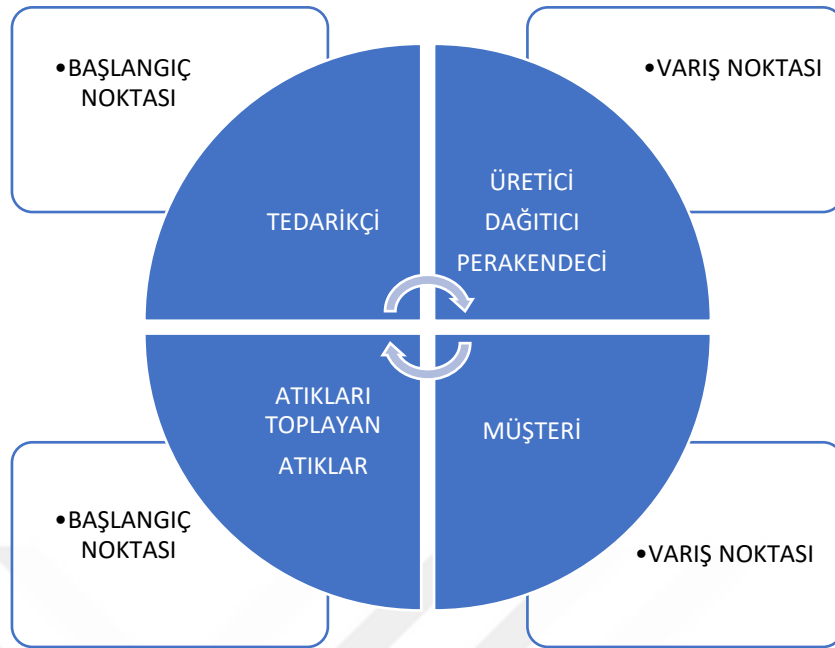 •BAŞLANGIÇ
NOKTASI
•VARIŞ NOKTASI
TEDARİKÇİ
ÜRETİCİ
DAĞITICI
PERAKENDECİ
ATIKLARI
TOPLAYAN
ATIKLAR
MÜŞTERİ
•BAŞLANGIÇ
NOKTASI
•VARIŞ NOKTASI